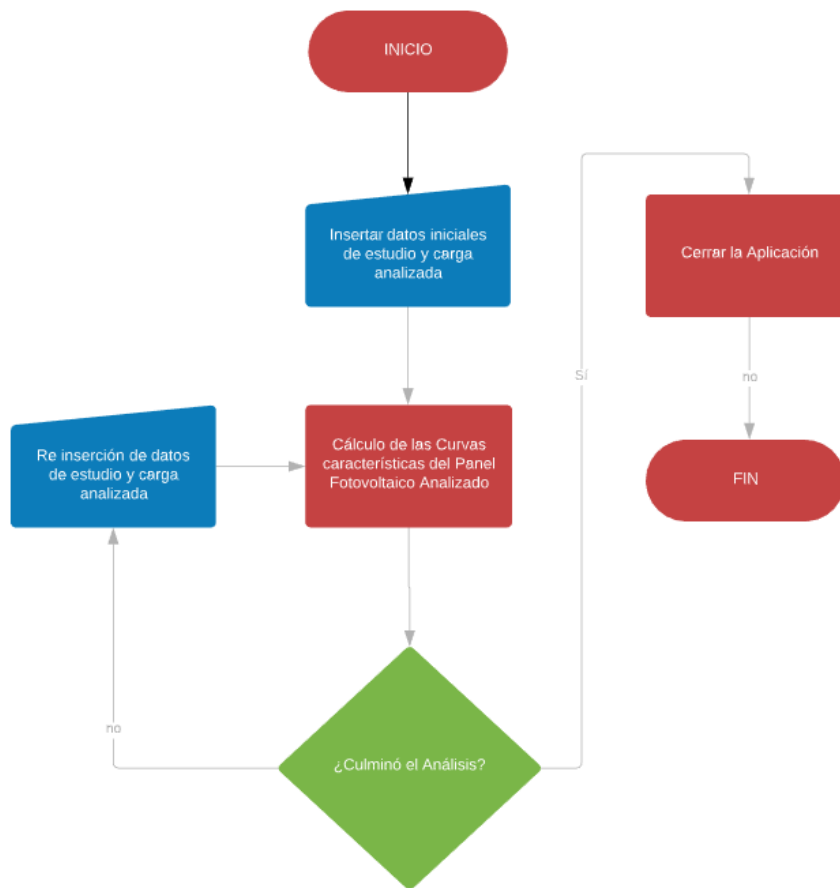 INICIO
Insertar datos iniciales
de estudio y carga
analizada
Cerrar la Aplicación
Sí
no
Re inserción de datos
de estudio y carga
analizada
Cálculo de las Curvas
características del Panel
Fotovoltaico Analizado
FIN
no
¿Culminó el Análisis?